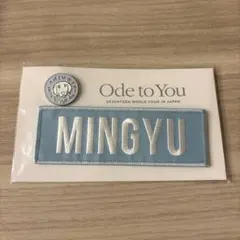 Ode to You
SEVENTEEN WORLD TOUR IN JAPAN
MINGYU